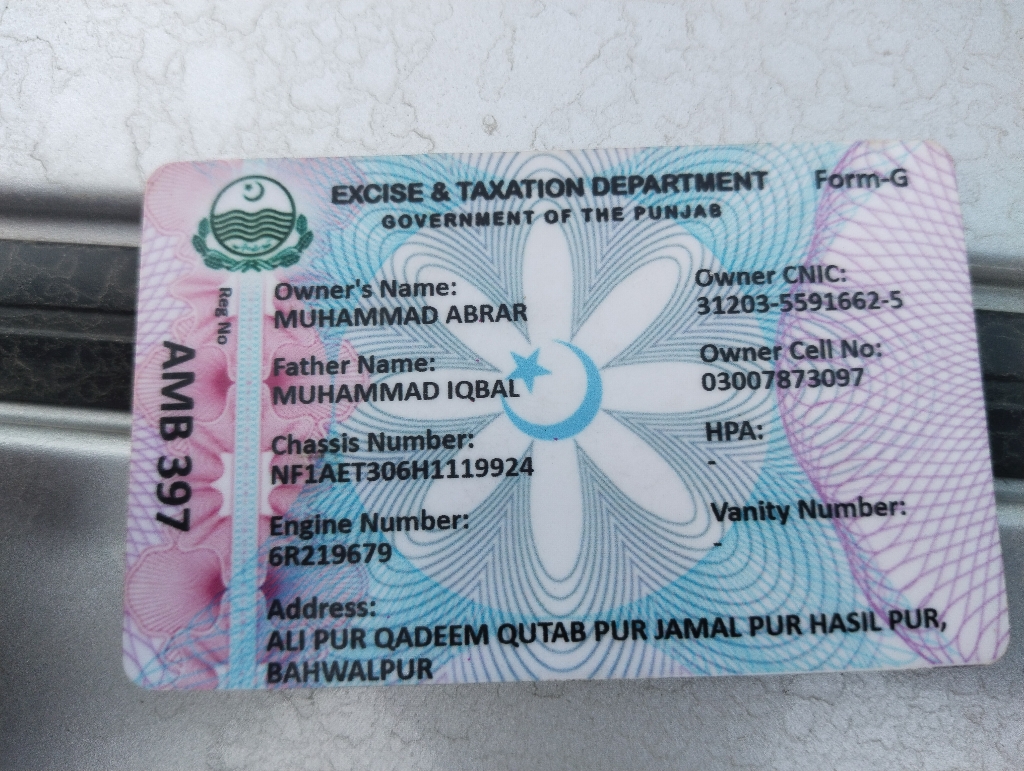 EXCISE & TAXATION DEPARTMENT
GOVERNMENT OF THE PUNJAB
Form-G
Reg No
AMB 397
Owner's Name:
MUHAMMAD ABRAR
Father Name:
MUHAMMAD IQBAL
Chassis Number:
NF1AET306H1119924
Engine Number:
6R219679
Address:
ALI PUR QADEEM QUTAB PUR JAMAL PUR HASIL PUR,
BAHWALPUR
Owner CNIC:
31203-5591662-5
Owner Cell No:
03007873097
HPA:
-
Vanity Number:
-